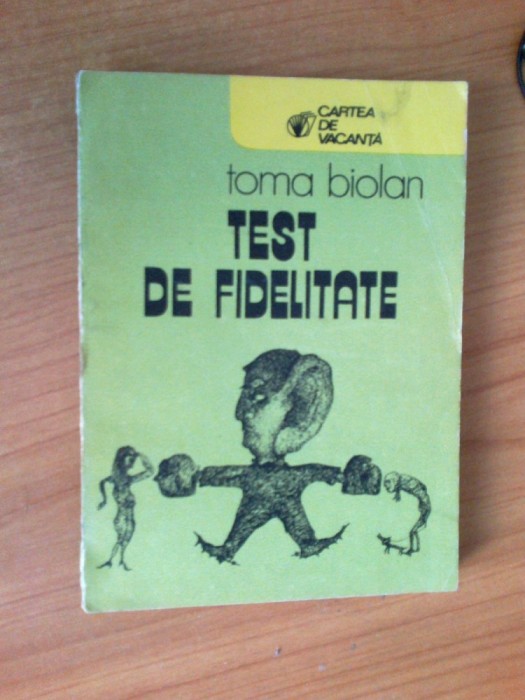 CARTEA
DE
VACANȚĂ
toma biolan
TEST
DE FIDELITATE